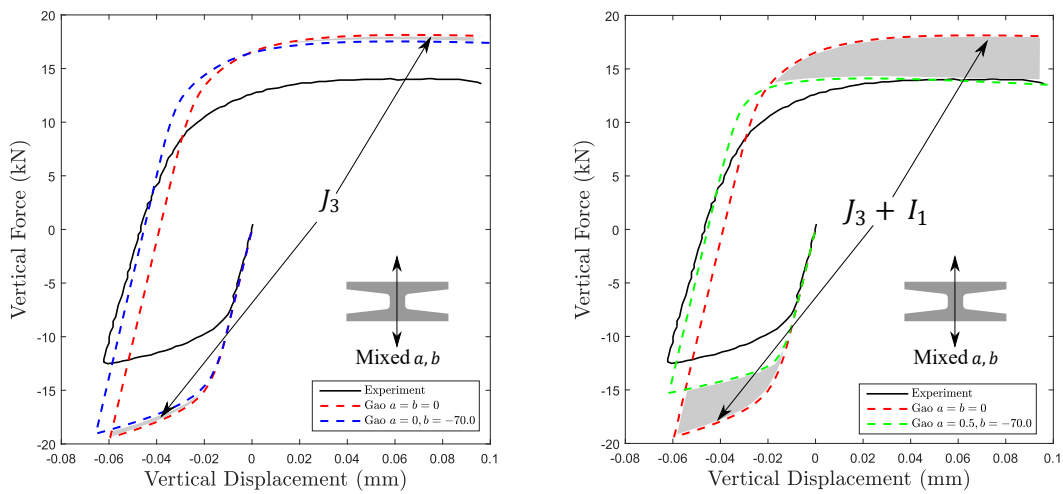 20
15
10
5
0
-5
-10
-15
-20
Vertical Force (kN)
-0.08
-0.06
-0.04
-0.02
0
0.02
0.04
0.06
0.08
0.1
Vertical Displacement (mm)
J₃
Mixed a, b
Experiment
Gao a = b = 0
Gao a = 0, b = −70.0
20
15
10
5
0
-5
-10
-15
-20
Vertical Force (kN)
-0.08
-0.06
-0.04
-0.02
0
0.02
0.04
0.06
0.08
0.1
Vertical Displacement (mm)
J₃ + I₁
Mixed a, b
Experiment
Gao a = b = 0
Gao a = 0.5, b = −70.0